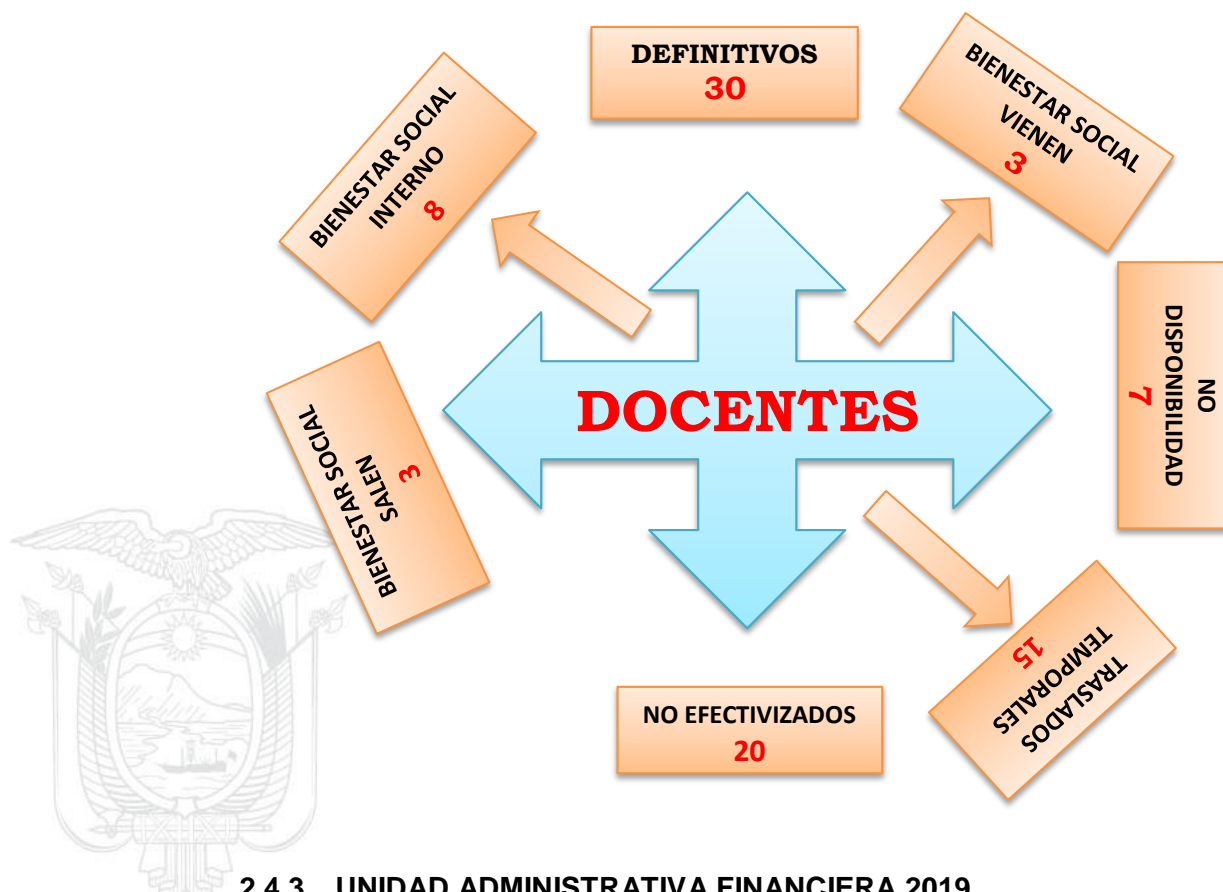 DEFINITIVOS
30
BIENESTAR SOCIAL
VIENEN
3
NO
DISPONIBILIDAD
7
TRASLADOS
TEMPORALES
15
NO EFECTIVIZADOS
20
BIENESTAR SOCIAL
SALEN
3
BIENESTAR SOCIAL
INTERNO
8
DOCENTES
2.4.3 UNIDAD ADMINISTRATIVA FINANCIERA 2019